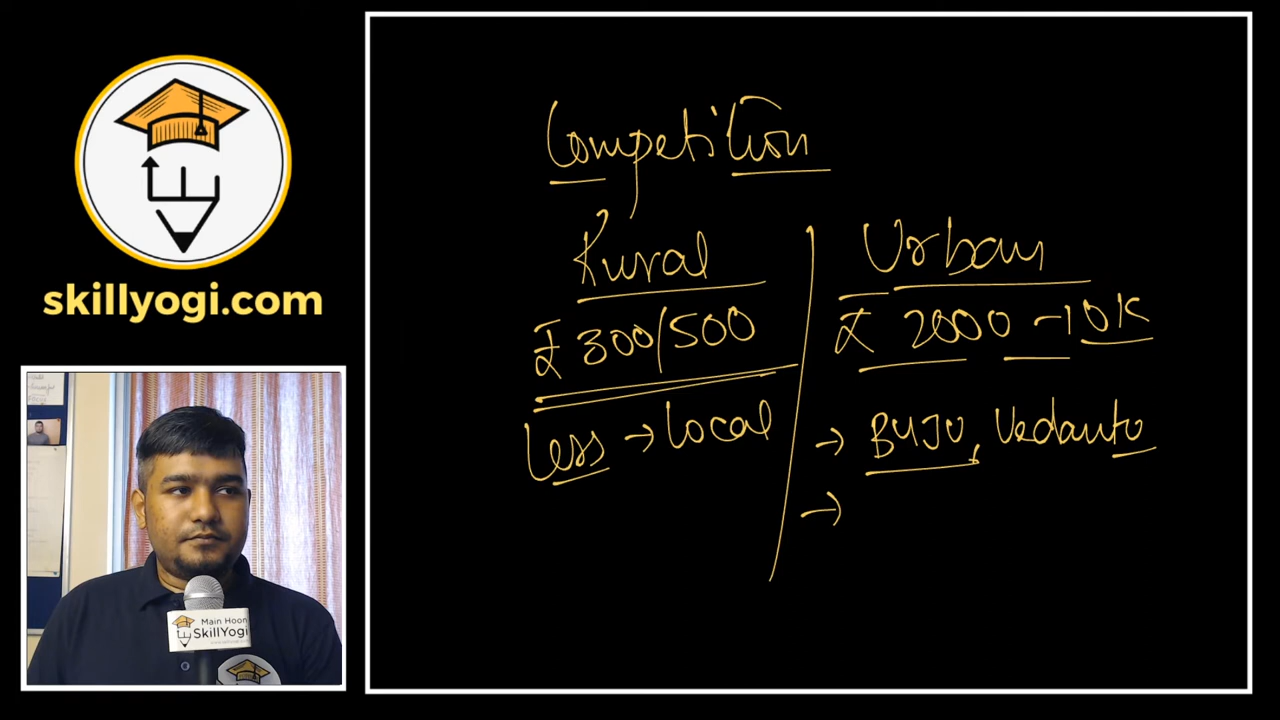 skillyogi.com
Main Hoon
SkillYogi
Competition
Rural
₹ 300/500
Less → Local
Urban
₹ 2000 - 10K
→ BYJU, Vedantu
→